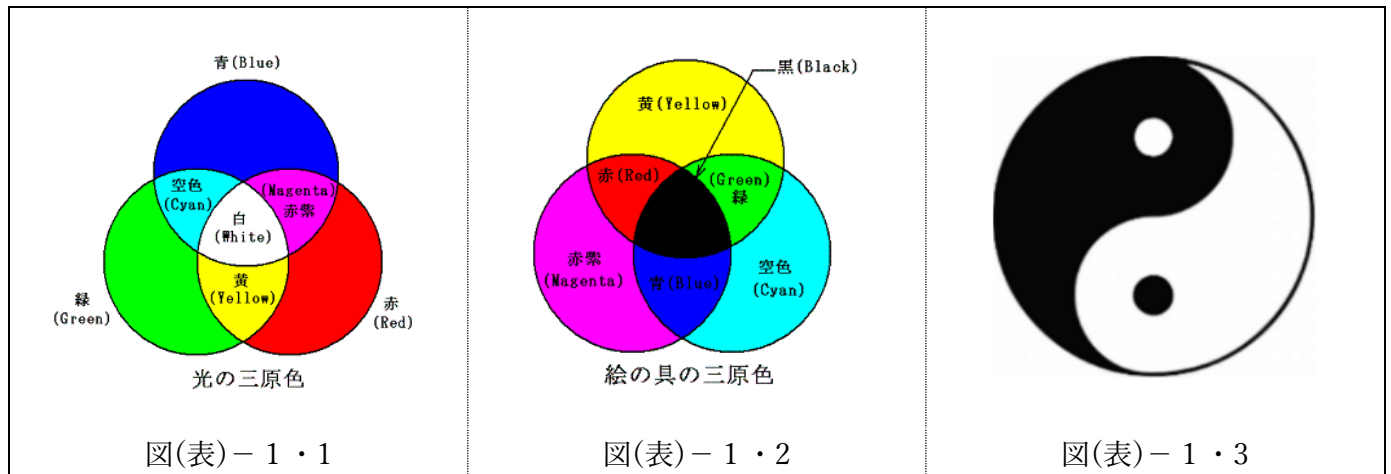 青(Blue)
空色
(Cyan)
(Magenta)
赤紫
白
(White)
黄
(Yellow)
緑
(Green)
赤
(Red)
光の三原色
図(表)−1・1
黒(Black)
黄(Yellow)
赤(Red)
(Green)
緑
赤紫
(Magenta)
青(Blue)
空色
(Cyan)
絵の具の三原色
図(表)−1・2
図(表)−1・3